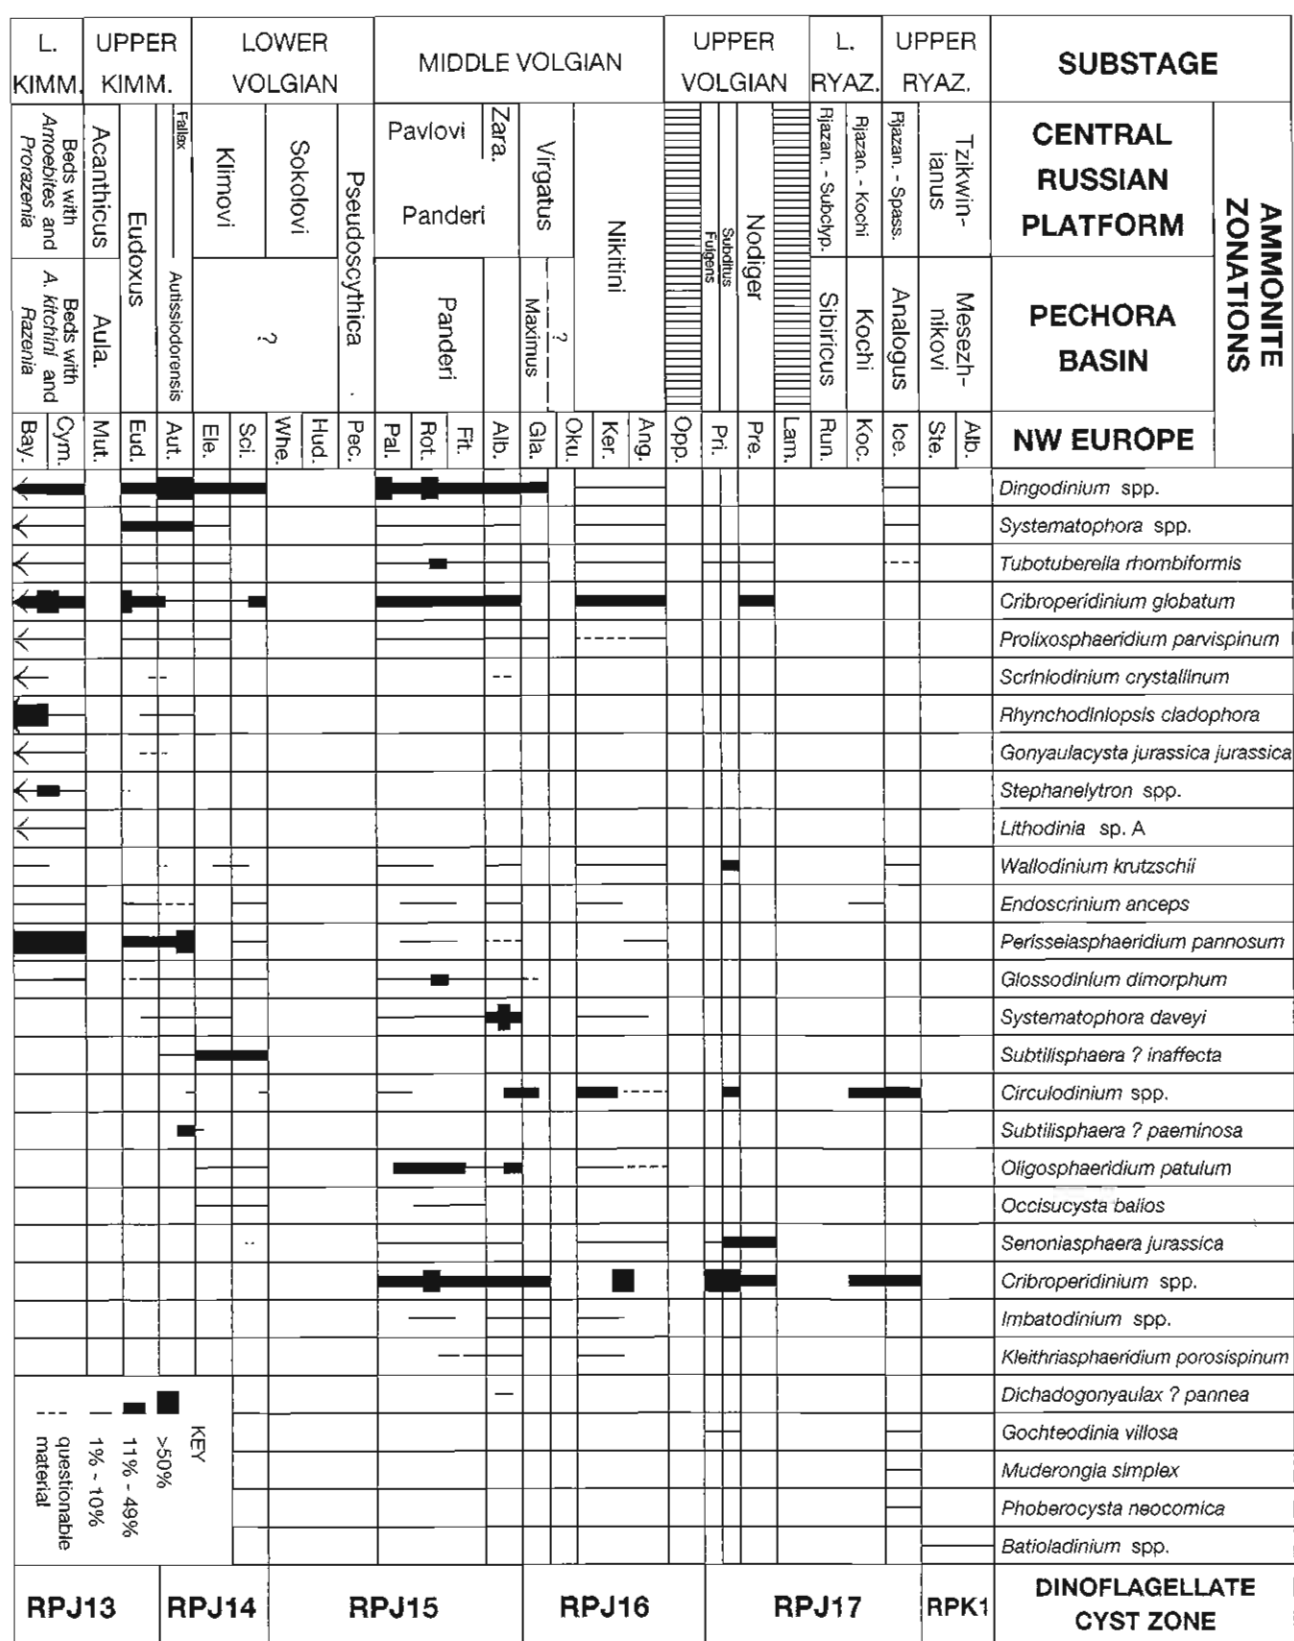 L.
KIMM.
UPPER
KIMM.
LOWER
VOLGIAN
MIDDLE VOLGIAN
UPPER
VOLGIAN
L.
RYAZ.
UPPER
RYAZ.
SUBSTAGE
Beds with
Amoebites and
Prorazenia
Acanthicus
Eudoxus
Fallax
Autissiodorensis
Klimovi
Sokolovi
Pseudoscythica
Pavlovi
Zara.
Panderi
Virgatus
Nikitini
Fulgens
Subditus
Nodiger
Rjazan. - Subclyp.
Rjazan. - Kochi
Rjazan. - Spass.
Tzikwin-
ianus
CENTRAL
RUSSIAN
PLATFORM
AMMONITE
ZONATIONS
Beds with
A. kitchini and
Razenia
Aula.
?
Panderi
Maximus
?
Sibiricus
Kochi
Analogus
Mesezh-
nikovi
PECHORA
BASIN
Bay.
Cym.
Mut.
Eud.
Aut.
Ele.
Sci.
Whe.
Hud.
Pec.
Pal.
Rot.
Fit.
Alb.
Gla.
Oku.
Ker.
Ang.
Opp.
Pri.
Pre.
Lam.
Run.
Koc.
Ice.
Ste.
Alb.
NW EUROPE
Dingodinium spp.
Systematophora spp.
Tubotuberella rhombiformis
Cribroperidinium globatum
Prolixosphaeridium parvispinum
Scriniodinium crystallinum
Rhynchodiniopsis cladophora
Gonyaulacysta jurassica jurassica
Stephanelytron spp.
Lithodinia sp. A
Wallodinium krutzschii
Endoscrinium anceps
Perisseiasphaeridium pannosum
Glossodinium dimorphum
Systematophora daveyi
Subtilisphaera ? inaffecta
Circulodinium spp.
Subtilisphaera ? paeminosa
Oligosphaeridium patulum
Occisucysta balios
Senoniasphaera jurassica
Cribroperidinium spp.
Imbatodinium spp.
Kleithriasphaeridium porosispinum
Dichadogonyaulax ? pannea
Gochteodinia villosa
Muderongia simplex
Phoberocysta neocomica
Batioladinium spp.
KEY
>50%
11% - 49%
1% - 10%
questionable
material
RPJ13
RPJ14
RPJ15
RPJ16
RPJ17
RPK1
DINOFLAGELLATE
CYST ZONE